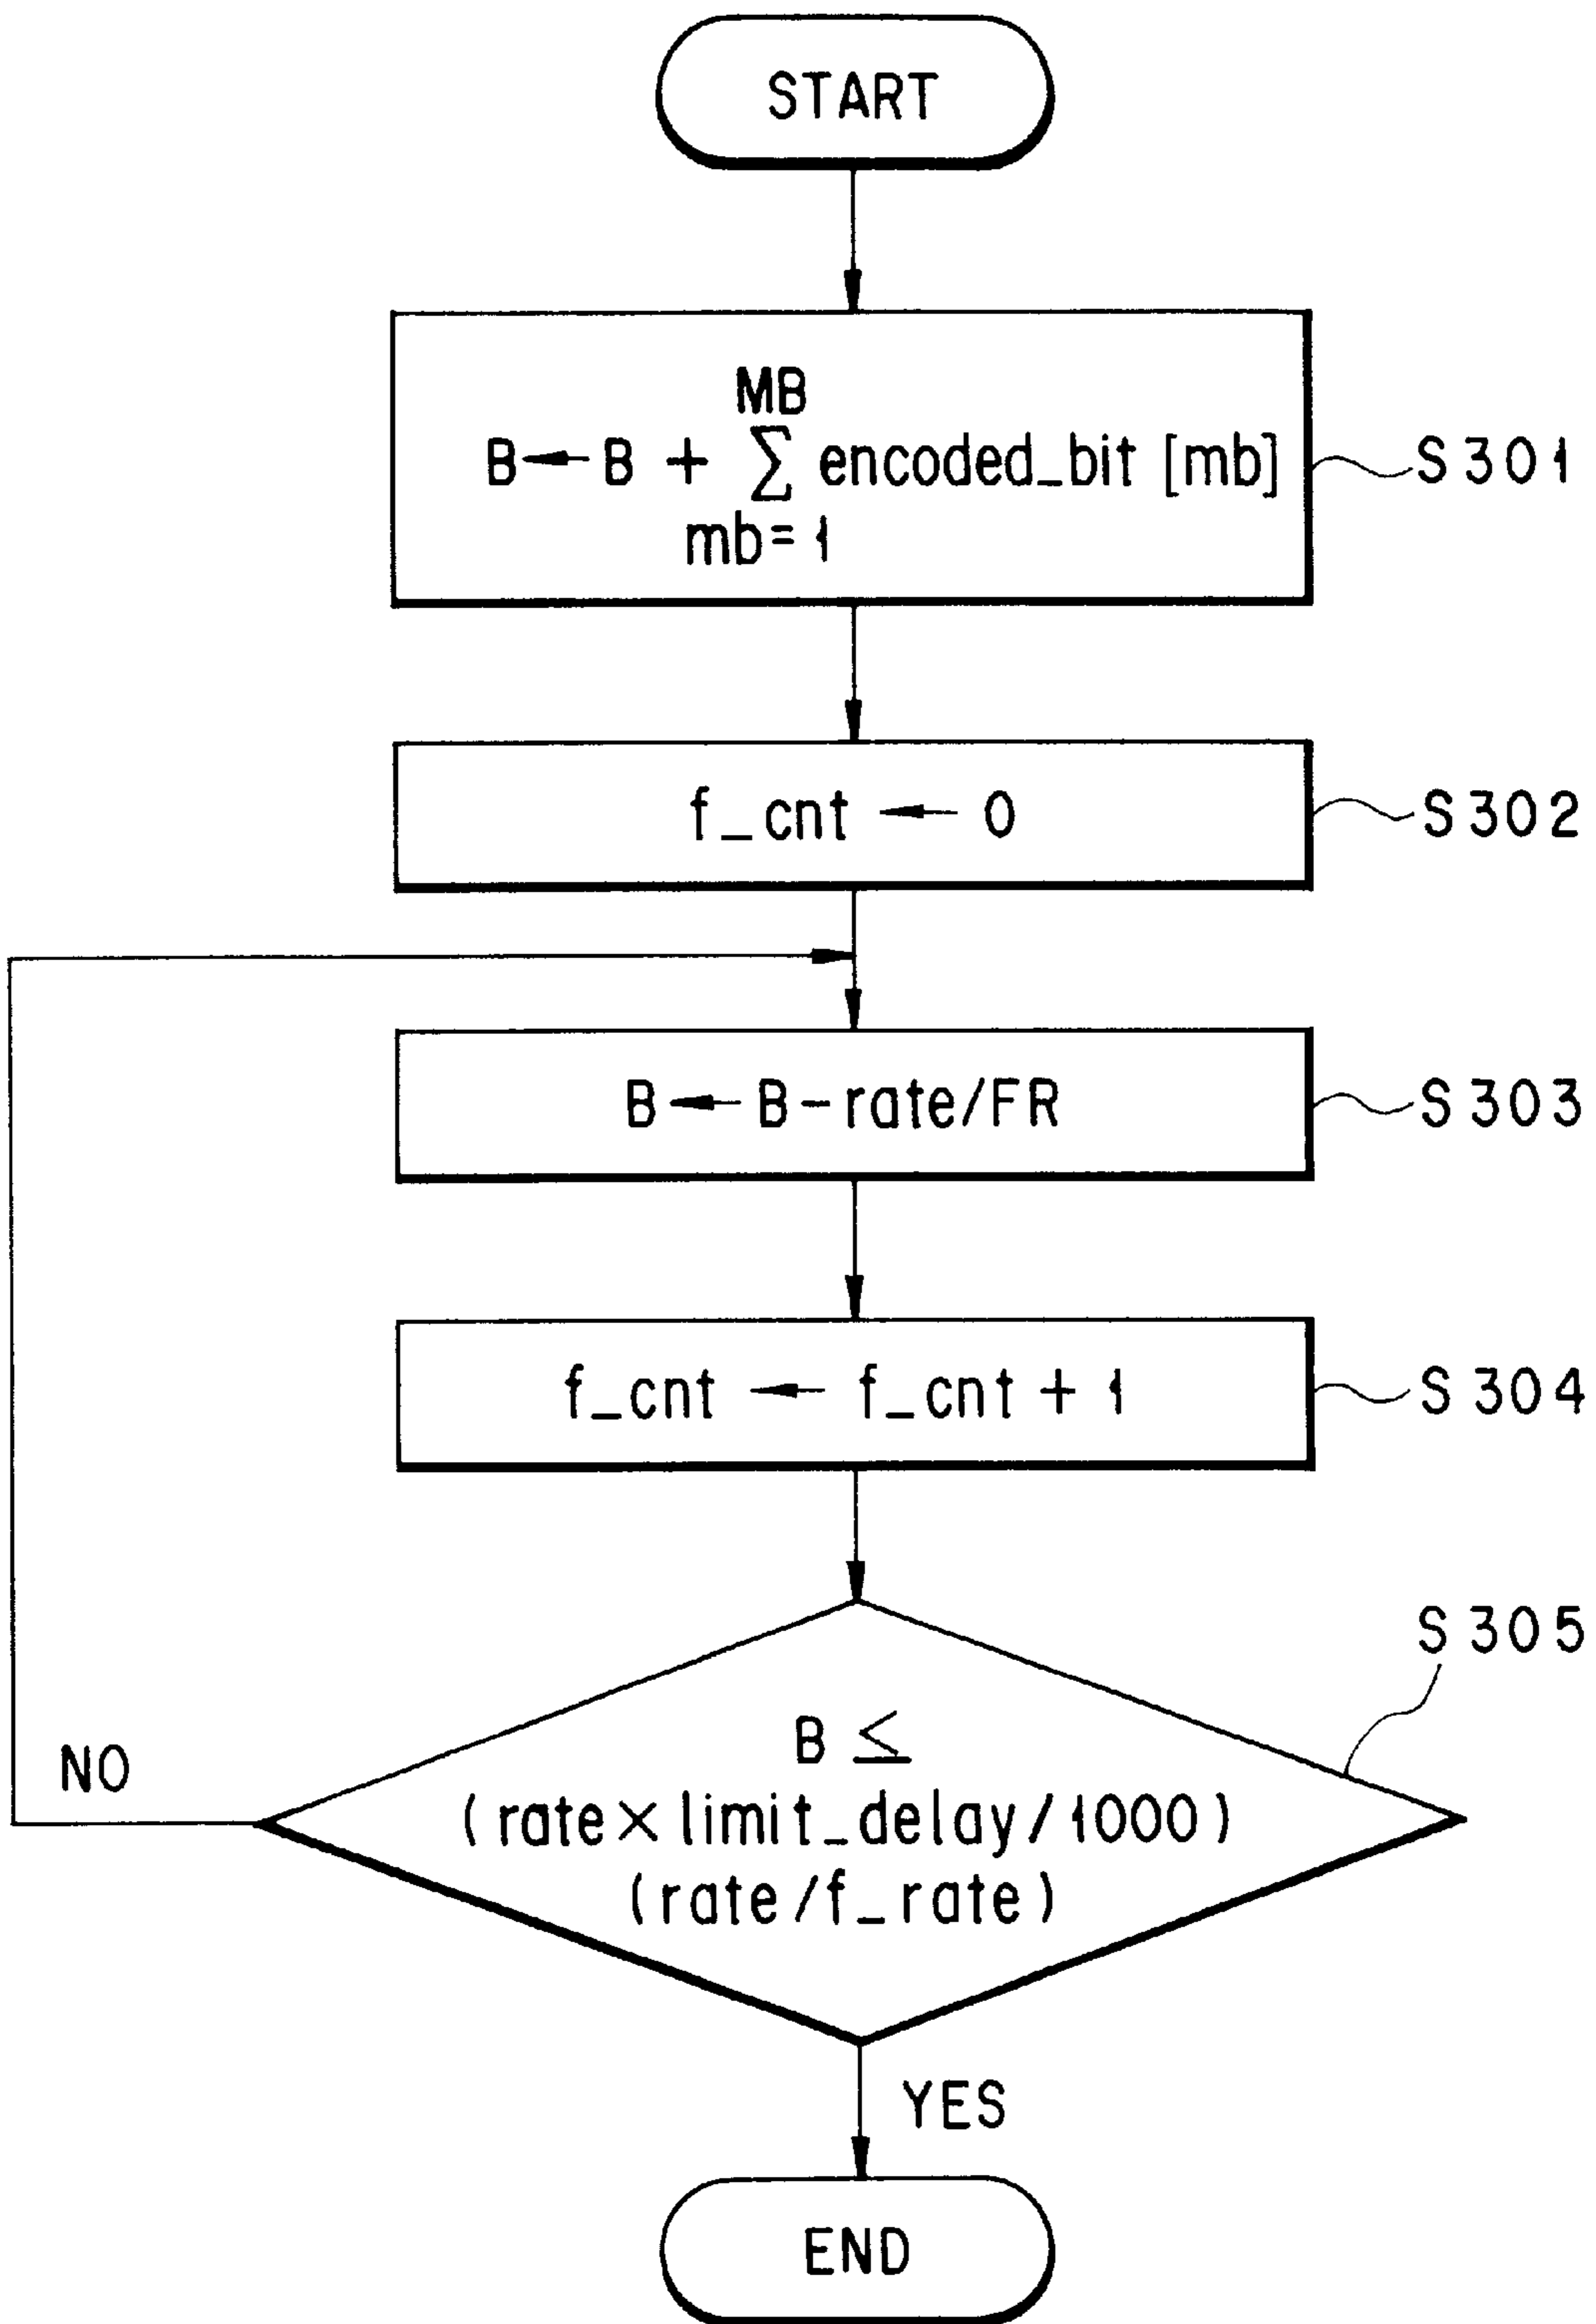 START
MB
B ← B + ∑ encoded_bit [mb]
mb=1
S301
f_cnt ← 0
S302
B ← B - rate/FR
S303
f_cnt ← f_cnt + 1
S304
S305
B ≤
(rate × limit_delay/1000)
(rate/f_rate)
NO
YES
END